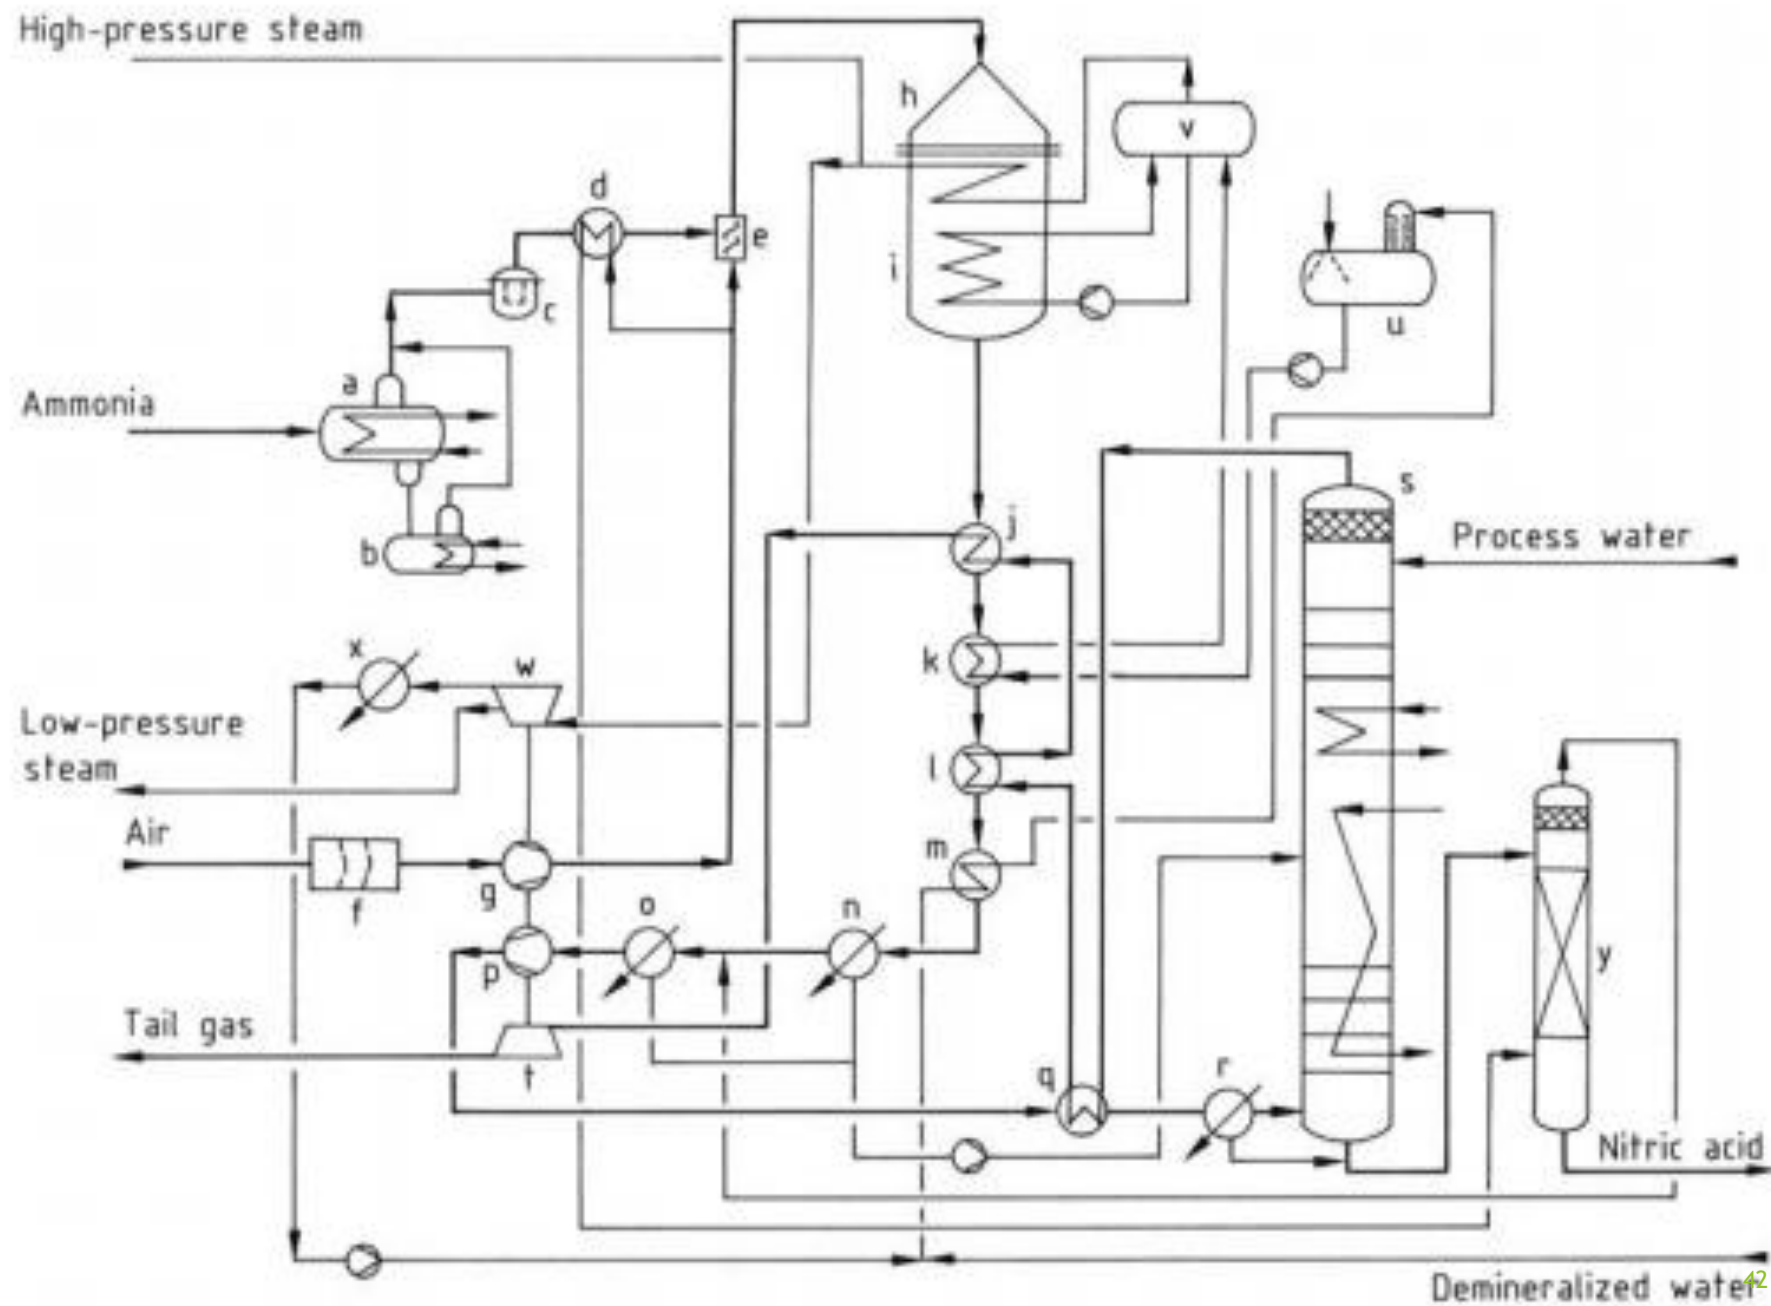 High-pressure steam
h
v
d
e
i
c
u
a
Ammonia
s
j
Process water
b
x
w
k
Low-pressure
steam
l
Air
m
g
f
o
n
p
y
Tail gas
t
q
r
Nitric acid
Demineralized water
42